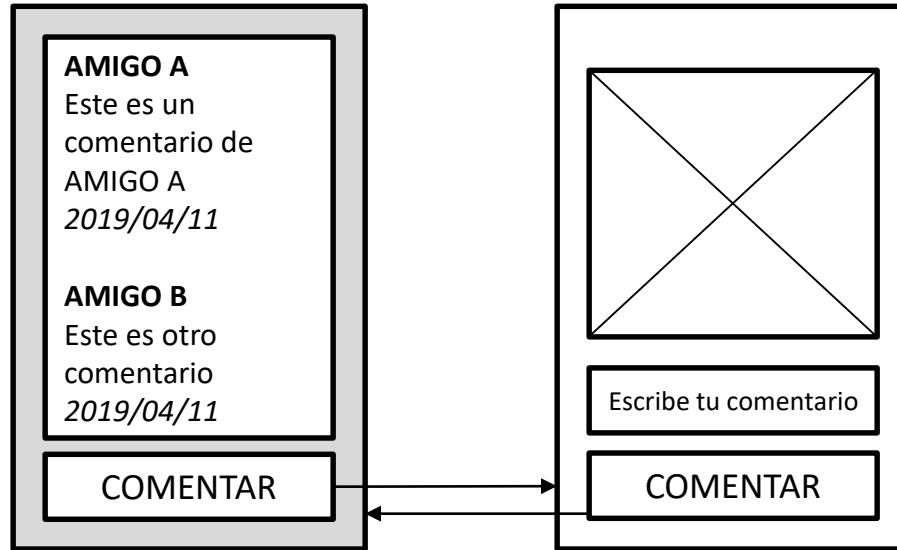 AMIGO A
Este es un
comentario de
AMIGO A
2019/04/11
AMIGO B
Este es otro
comentario
2019/04/11
COMENTAR
Escribe tu comentario
COMENTAR